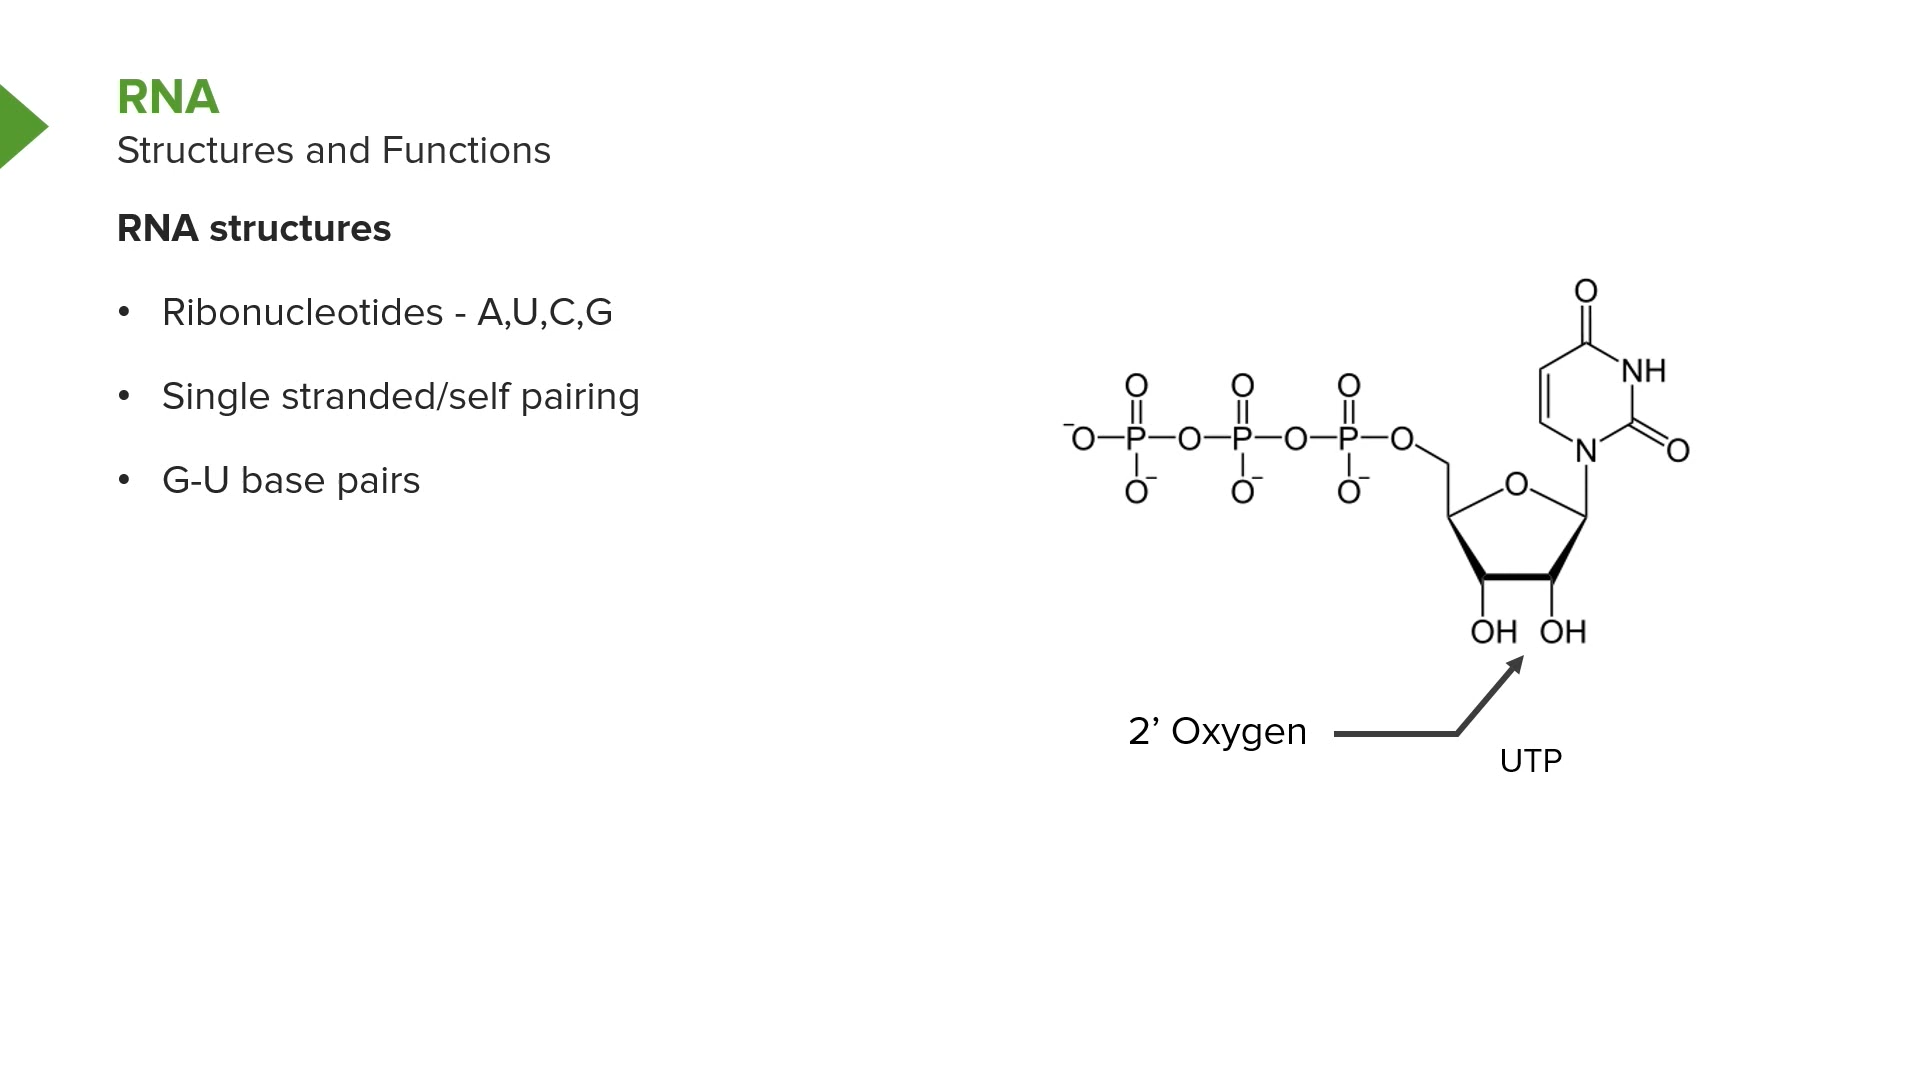 RNA
Structures and Functions
RNA structures
• Ribonucleotides - A,U,C,G
• Single stranded/self pairing
• G-U base pairs
O
NH
O O O
⁻O P O P O P O N O
O⁻ O⁻ O⁻ O
OH OH
2’ Oxygen
UTP